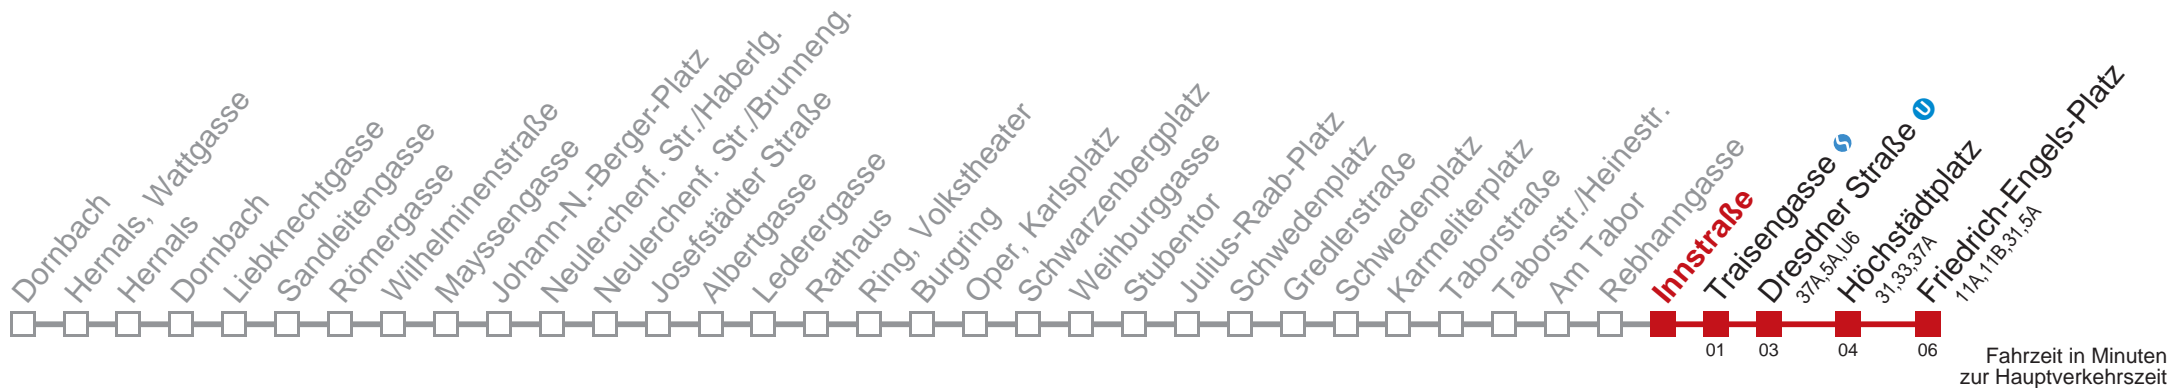 Dornbach
Hernals, Wattgasse
Hernals
Dornbach
Liebknechtgasse
Sandleitengasse
Römergasse
Wilhelminenstraße
Mayssengasse
Johann-N.-Berger-Platz
Neulerchenf. Str./Haberlg.
Neulerchenf. Str./Brunneng.
Josefstädter Straße
Albertgasse
Lederergasse
Rathaus
Ring, Volkstheater
Burgring
Oper, Karlsplatz
Schwarzenbergplatz
Weihburggasse
Stubentor
Julius-Raab-Platz
Schwedenplatz
Gredlerstraße
Schwedenplatz
Karmeliterplatz
Taborstraße
Taborstr./Heinestr.
Am Tabor
Rebhanngasse
Innstraße
Traisengasse
Dresdner Straße U
37A,5A,U6
Höchstädtplatz
31,33,37A
Friedrich-Engels-Platz
11A,11B,31,5A
01
03
04
06
Fahrzeit in Minuten
zur Hauptverkehrszeit